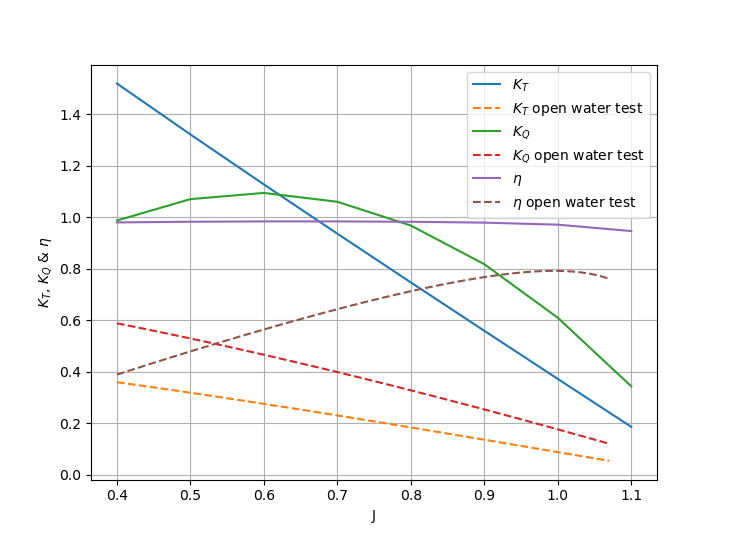 K_T
K_T open water test
K_Q
K_Q open water test
η
η open water test
K_T, K_Q & η
1.4
1.2
1.0
0.8
0.6
0.4
0.2
0.0
0.4 0.5 0.6 0.7 0.8 0.9 1.0 1.1
J